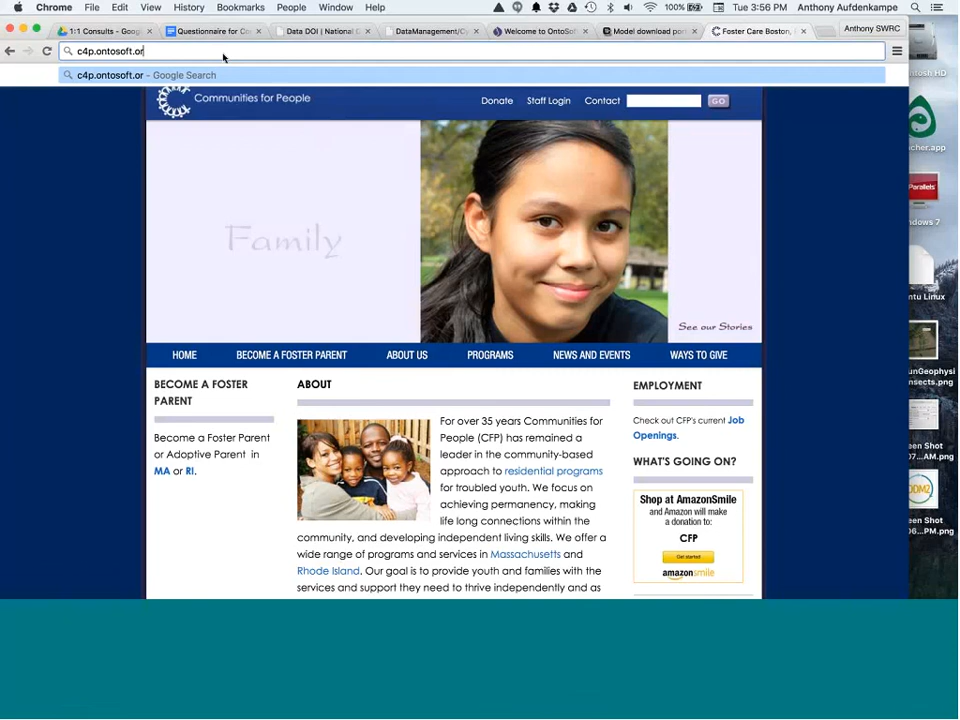 Chrome File Edit View History Bookmarks People Window Help 100% Tue 3:56 PM Anthony Aufdenkampe
1:1 Consults - Goog Questionnaire for Co Data DOI | National G DataManagement/Cy Welcome to OntoSof Model download port Foster Care Boston, Anthony SWRC
c4p.ontosoft.or
c4p.ontosoft.or - Google Search
Communities for People Donate Staff Login Contact GO
Family
See our Stories
HOME BECOME A FOSTER PARENT ABOUT US PROGRAMS NEWS AND EVENTS WAYS TO GIVE
BECOME A FOSTER
PARENT
Become a Foster Parent
or Adoptive Parent in
MA or RI.
ABOUT
For over 35 years Communities for
People (CFP) has remained a
leader in the community-based
approach to residential programs
for troubled youth. We focus on
achieving permanency, making
life long connections within the
community, and developing independent living skills. We offer a
wide range of programs and services in Massachusetts and
Rhode Island. Our goal is to provide youth and families with the
services and support they need to thrive independently and as
EMPLOYMENT
Check out CFP's current Job
Openings.
WHAT'S GOING ON?
Shop at AmazonSmile
and Amazon will make
a donation to:
CFP
Get started
amazonsmile
ntosh HD
cher.app
Parallels
ndows 7
ntu Linux
unGeophysi
nsects.png
een Shot
07...AM.png
ODM2
een Shot
06...PM.png